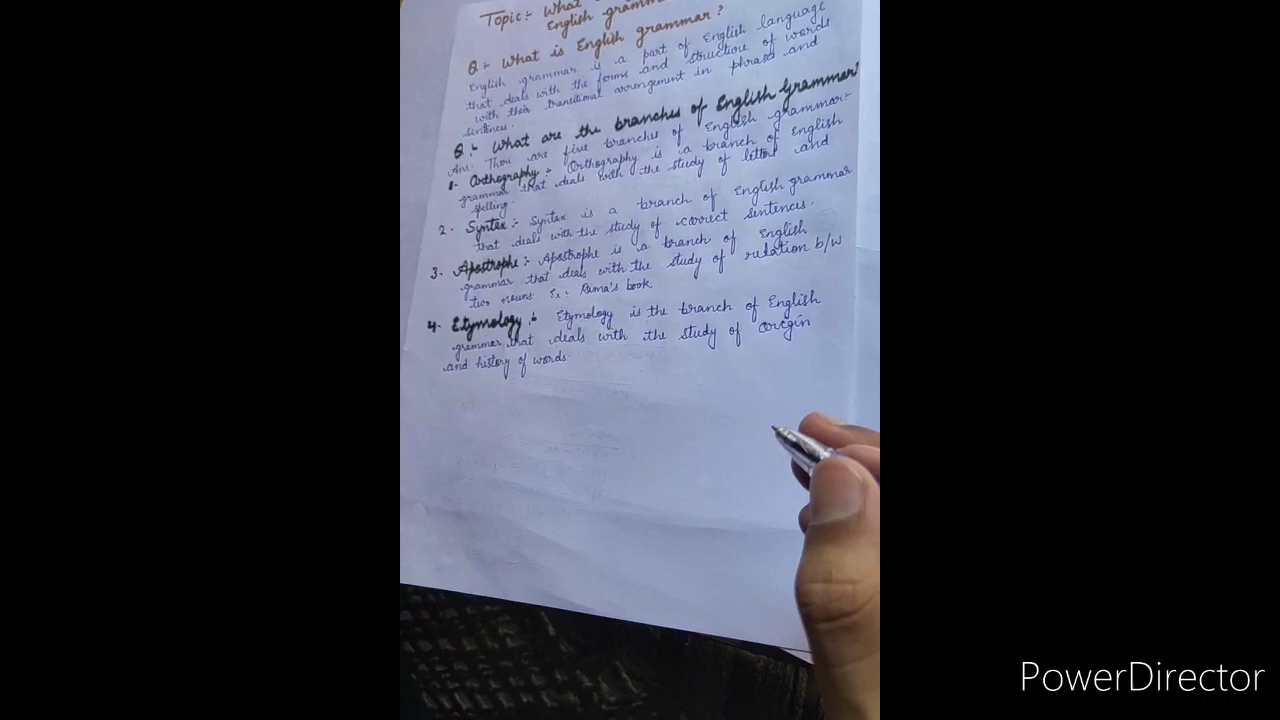 Topic:- What
English gramm
Q:- What is English grammar?
English grammar is a part of English language
that deals with the forms and structure of words
with their transitional arrengement in phrases and
sentences.
Q:- What are the branches of English Grammar?
Ans- Thou are five branches of English grammar:-
1- Orthography:- Orthography is a branch of English
grammar that deals with the study of letters and
spelling.
2. Syntax:- Syntax is a branch of English grammar
that deals with the study of correct sentences.
3. Apostrophe:- Apostrophe is a branch of English
grammar that deals with the study of relation b/w
two nouns. Ex:- Rama's book
4. Etymology:- Etymology is the branch of English
grammar that deals with the study of oregin
and history of words.
PowerDirector